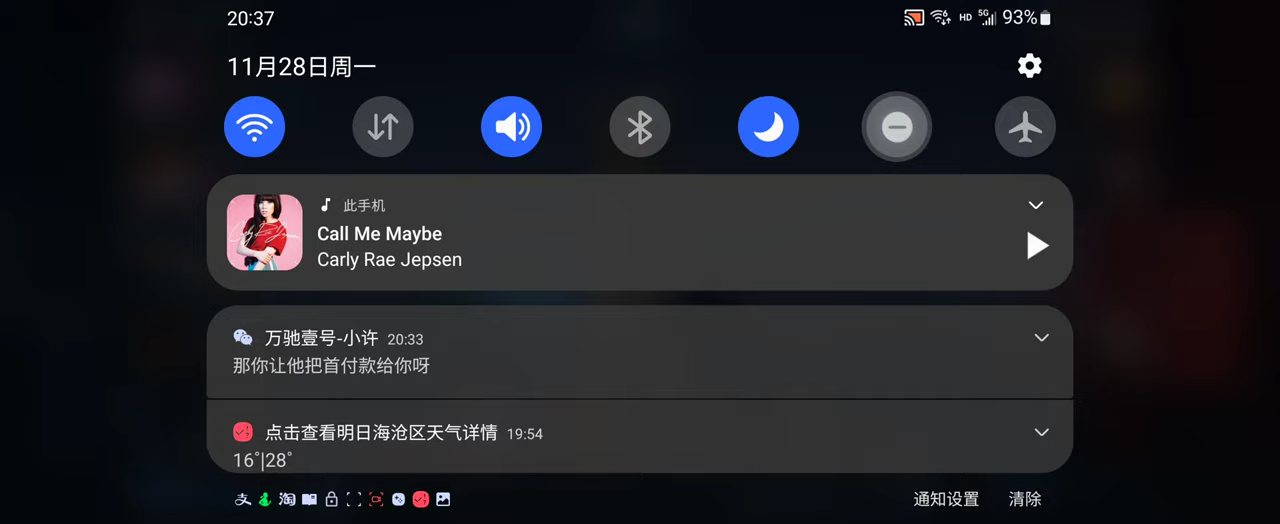 20:37
HD 5G 93%
11月28日周一
此手机
Call Me Maybe
Carly Rae Jepsen
万驰壹号-小许 20:33
那你让他把首付款给你呀
点击查看明日海沧区天气详情 19:54
16°|28°
支 淘 通知设置 清除